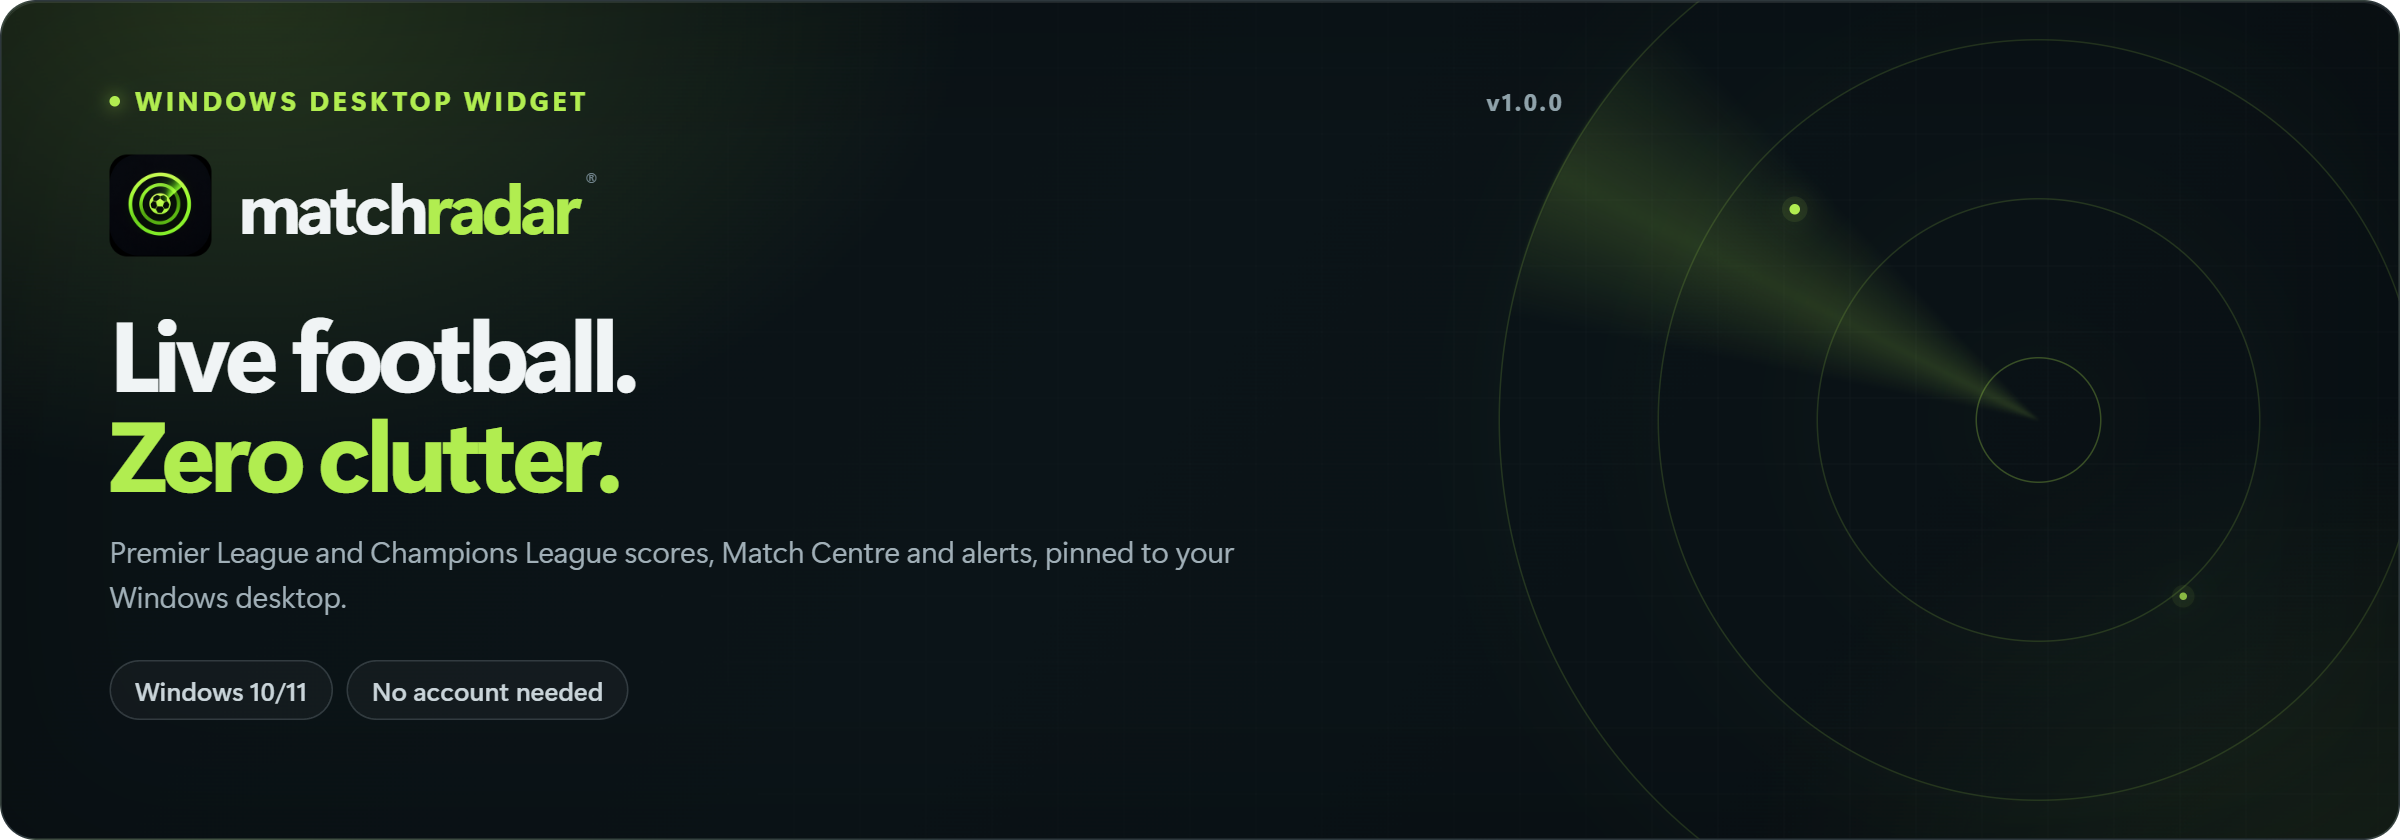 WINDOWS DESKTOP WIDGET
v1.0.0
matchradar®
Live football.
Zero clutter.
Premier League and Champions League scores, Match Centre and alerts, pinned to your
Windows desktop.
Windows 10/11
No account needed